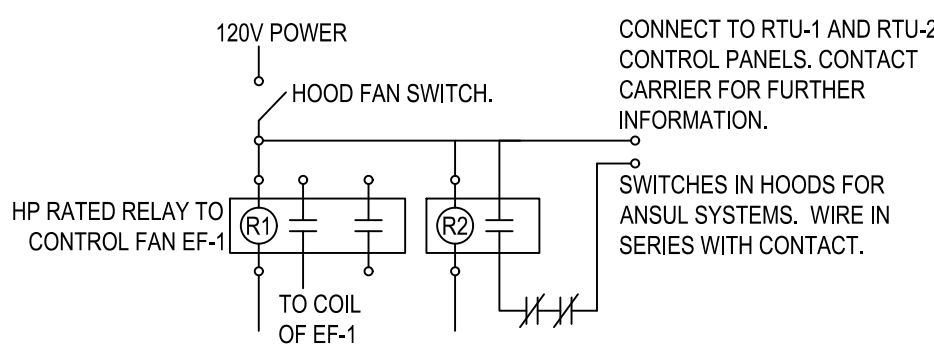 120V POWER
HOOD FAN SWITCH.
CONNECT TO RTU-1 AND RTU-2
CONTROL PANELS. CONTACT
CARRIER FOR FURTHER
INFORMATION.
HP RATED RELAY TO
CONTROL FAN EF-1
R1
R2
SWITCHES IN HOODS FOR
ANSUL SYSTEMS. WIRE IN
SERIES WITH CONTACT.
TO COIL
OF EF-1